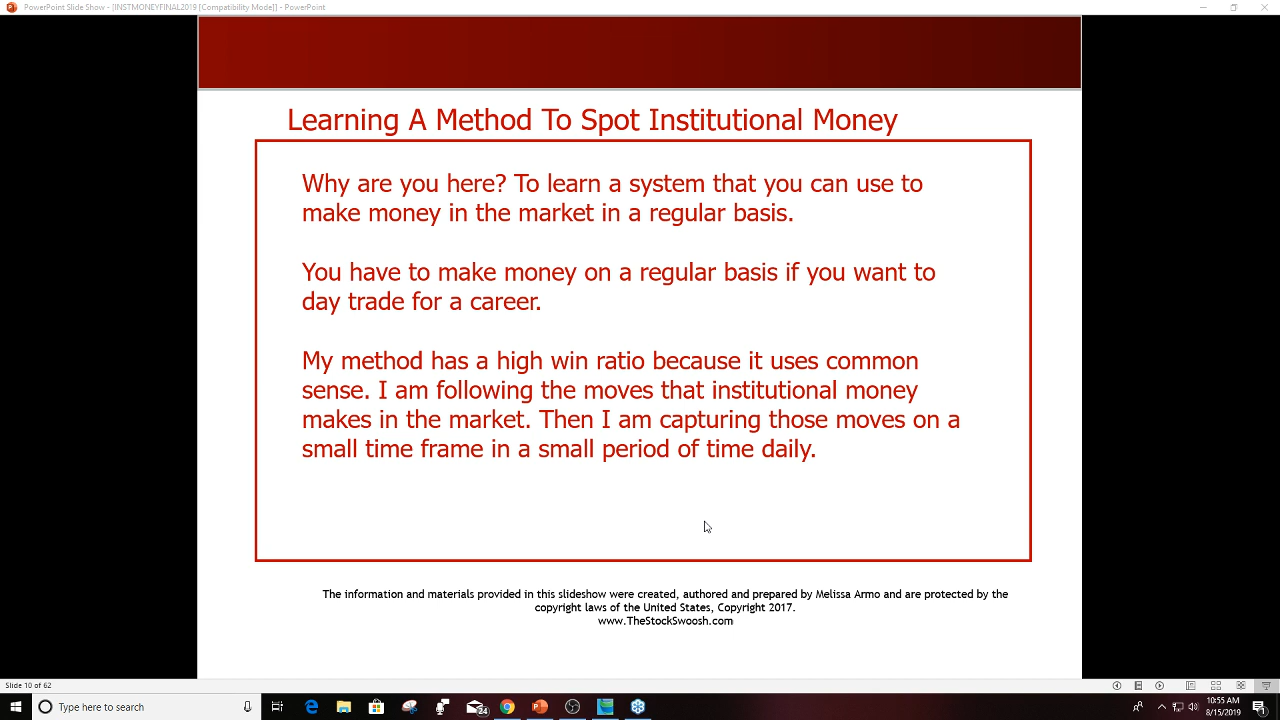 PowerPoint Slide Show - [INSTMONEYFINAL2019 [Compatibility Mode]] - PowerPoint
Learning A Method To Spot Institutional Money
Why are you here? To learn a system that you can use to
make money in the market in a regular basis.
You have to make money on a regular basis if you want to
day trade for a career.
My method has a high win ratio because it uses common
sense. I am following the moves that institutional money
makes in the market. Then I am capturing those moves on a
small time frame in a small period of time daily.
The information and materials provided in this slideshow were created, authored and prepared by Melissa Armo and are protected by the
copyright laws of the United States, Copyright 2017.
www.TheStockSwoosh.com
Slide 10 of 62
Type here to search
24
10:55 AM
8/15/2019
1